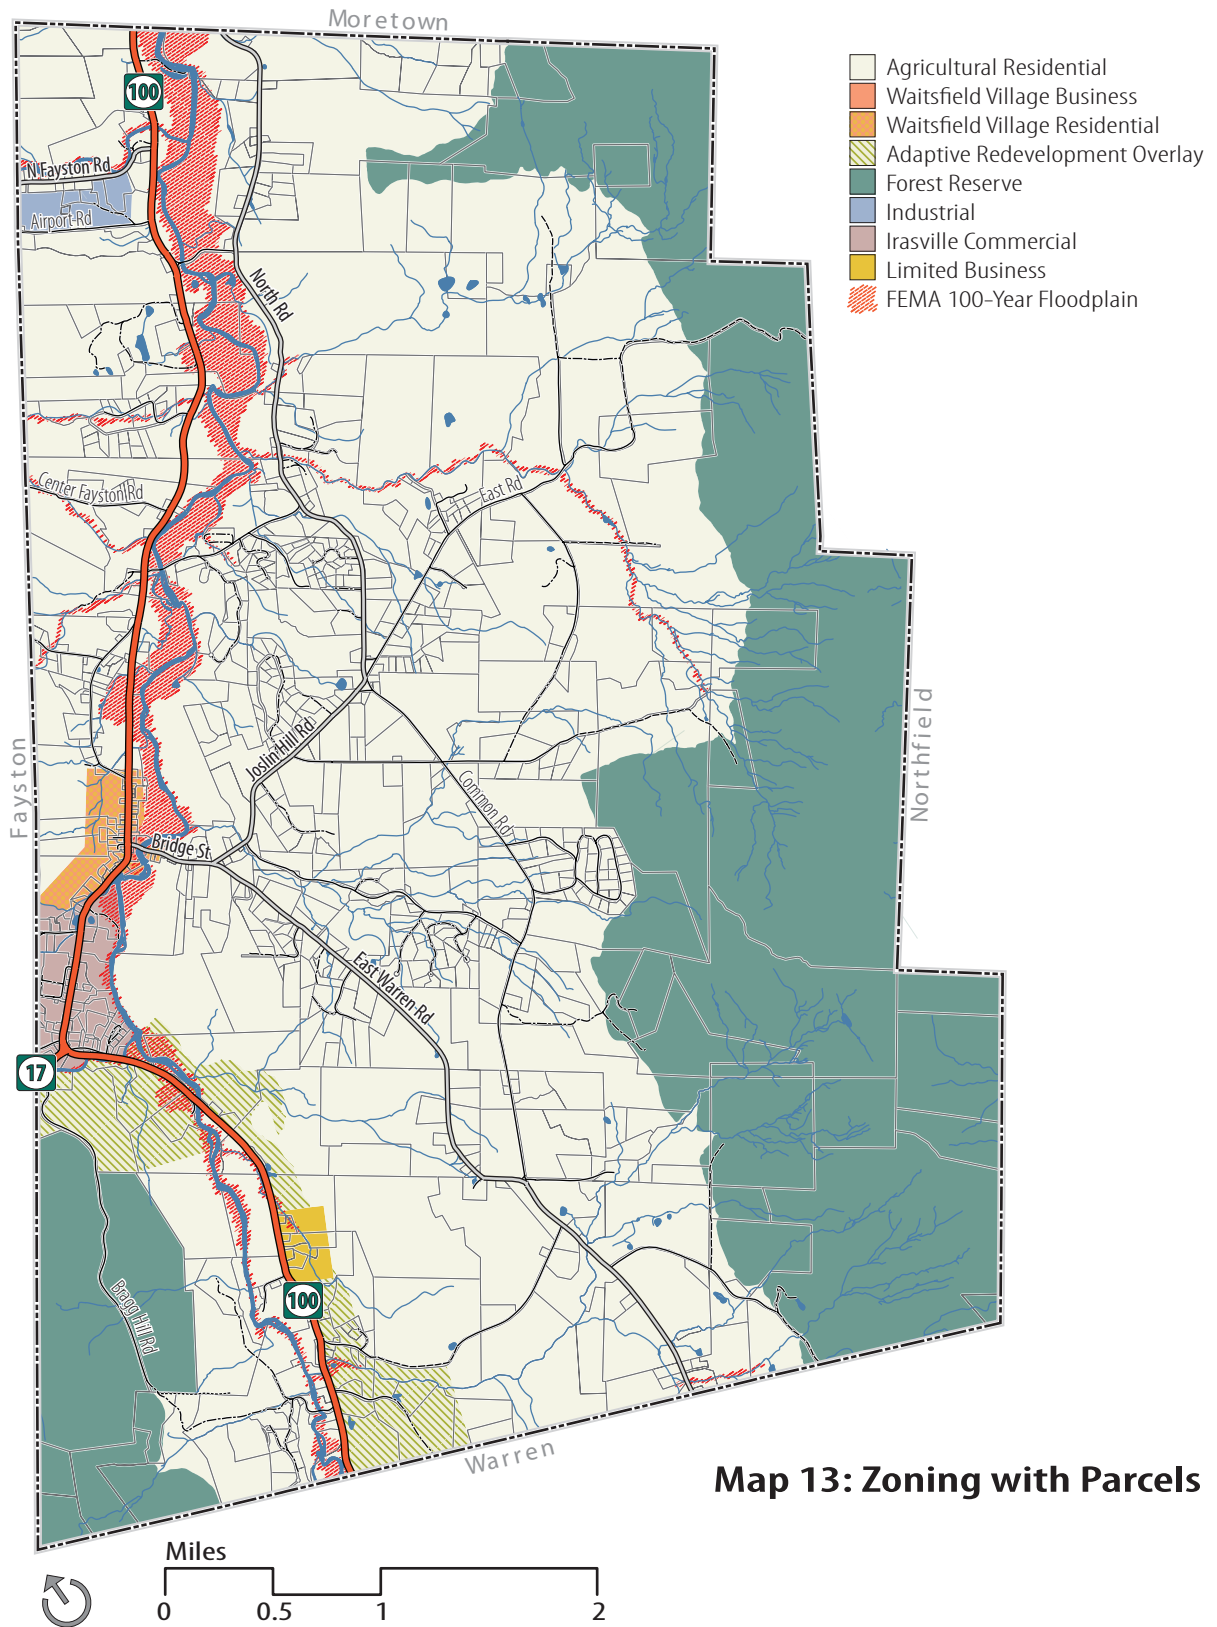 Moretown
100
N Fayston Rd
Airport Rd
North Rd
Center Fayston Rd
East Rd
Fayston
Northfield
Joslin Hill Rd
Common Rd
Bridge St
East Warren Rd
17
100
Bragg Hill Rd
Warren
Agricultural Residential
Waitsfield Village Business
Waitsfield Village Residential
Adaptive Redevelopment Overlay
Forest Reserve
Industrial
Irasville Commercial
Limited Business
FEMA 100-Year Floodplain
Map 13: Zoning with Parcels
Miles
0 0.5 1 2